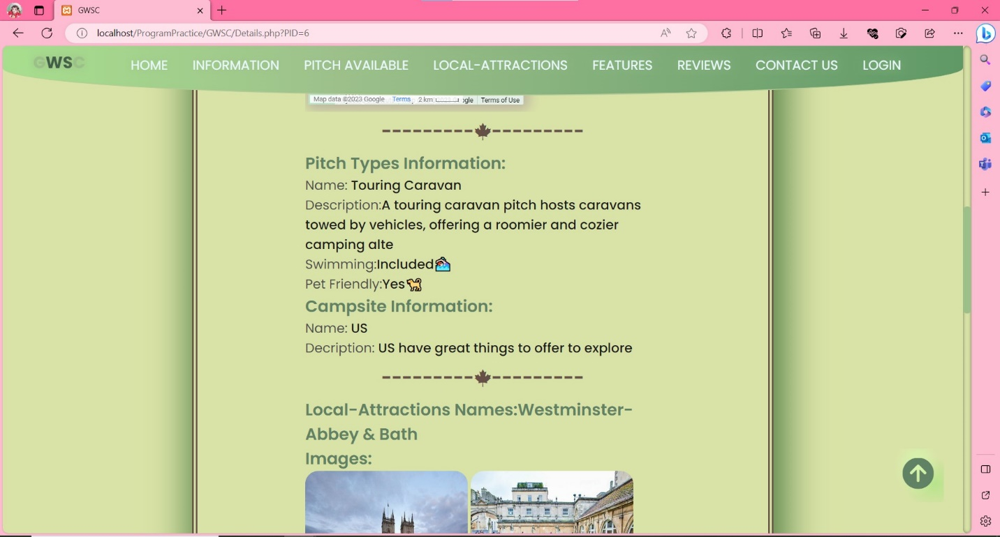 GWSC
localhost/ProgramPractice/GWSC/Details.php?PID=6
GWSC
HOME INFORMATION PITCH AVAILABLE LOCAL-ATTRACTIONS FEATURES REVIEWS CONTACT US LOGIN
Map data ©2023 Google Terms 2 km Terms of Use
Pitch Types Information:
Name: Touring Caravan
Description:A touring caravan pitch hosts caravans
towed by vehicles, offering a roomier and cozier
camping alte
Swimming:Included
Pet Friendly:Yes
Campsite Information:
Name: US
Decription: US have great things to offer to explore
Local-Attractions Names:Westminster-
Abbey & Bath
Images: